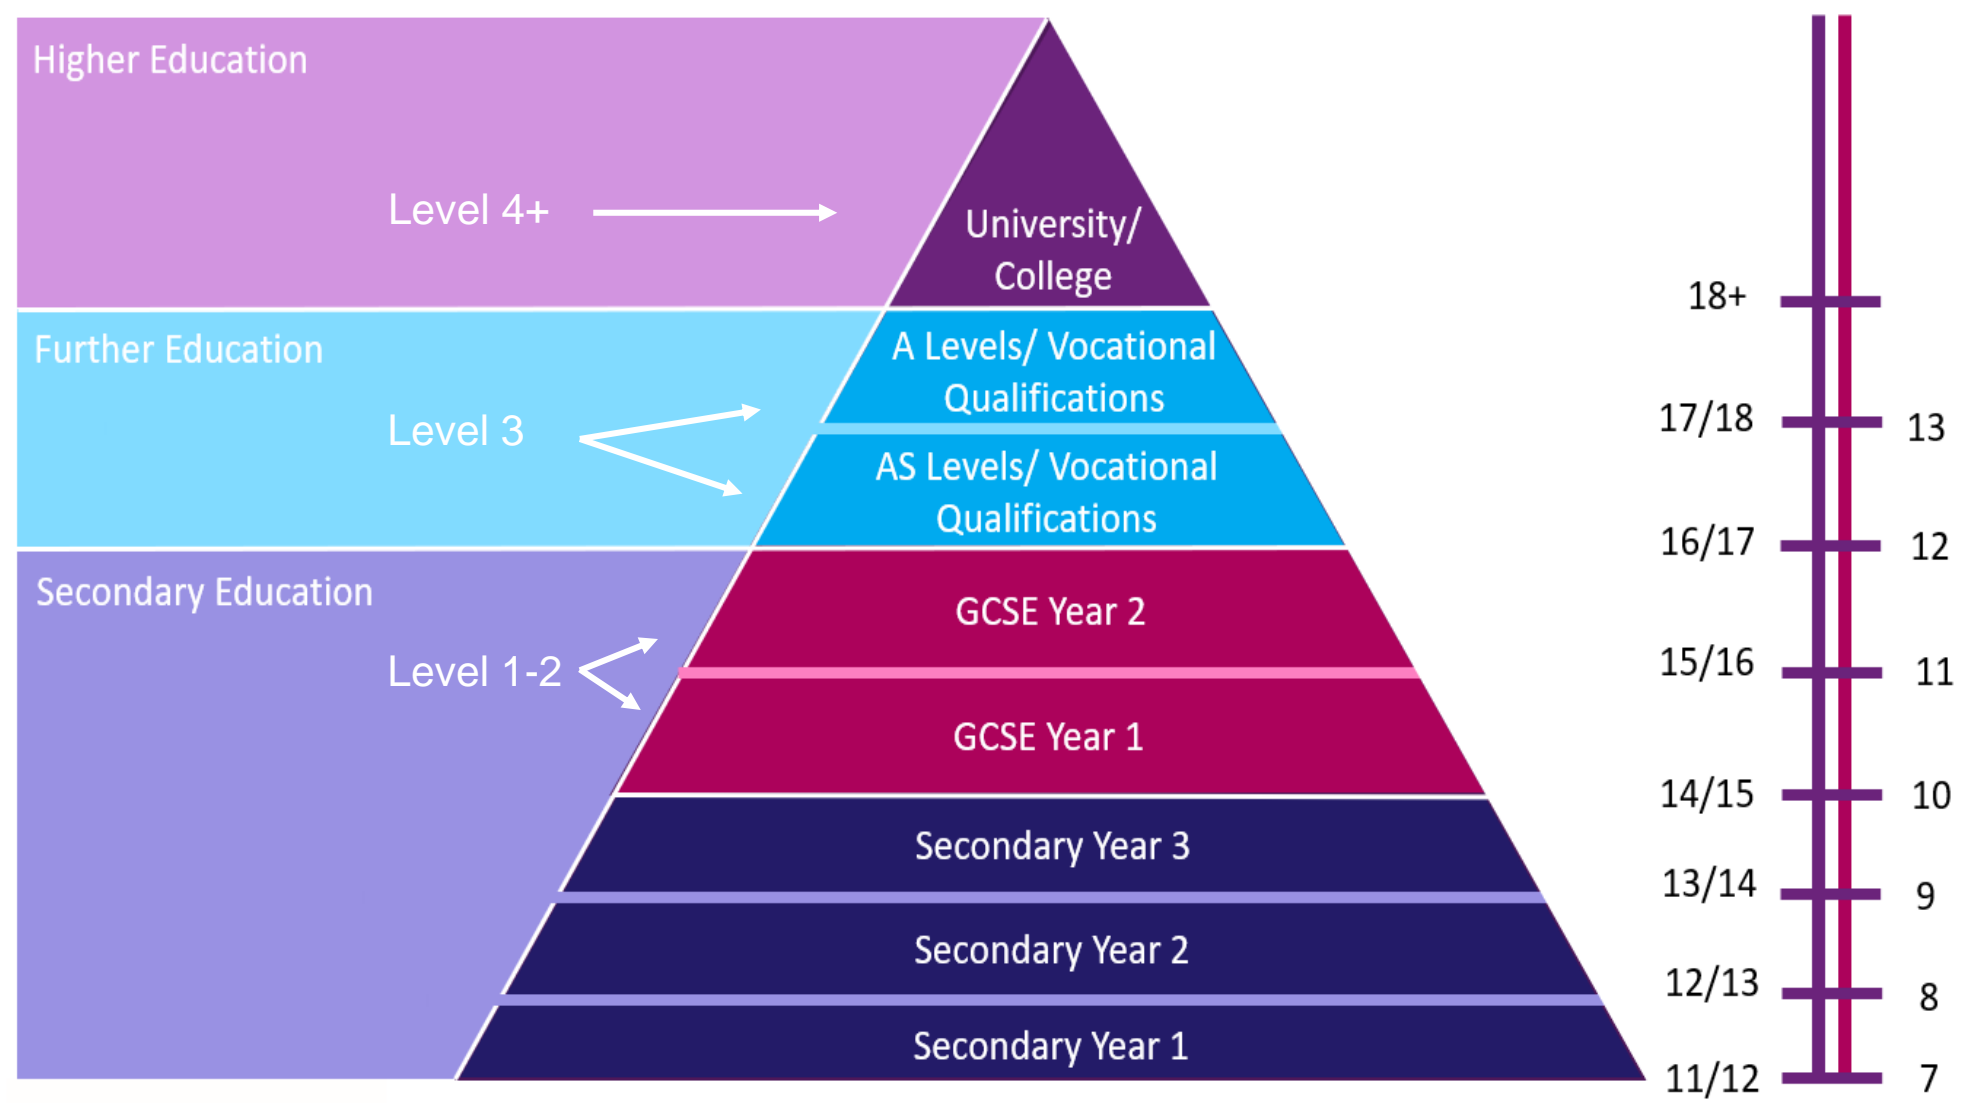 Higher Education
Level 4+
University/
College
18+
Further Education
A Levels/ Vocational
Qualifications
17/18
13
Level 3
AS Levels/ Vocational
Qualifications
16/17
12
Secondary Education
GCSE Year 2
15/16
11
Level 1-2
GCSE Year 1
14/15
10
Secondary Year 3
13/14
9
Secondary Year 2
12/13
8
Secondary Year 1
11/12
7